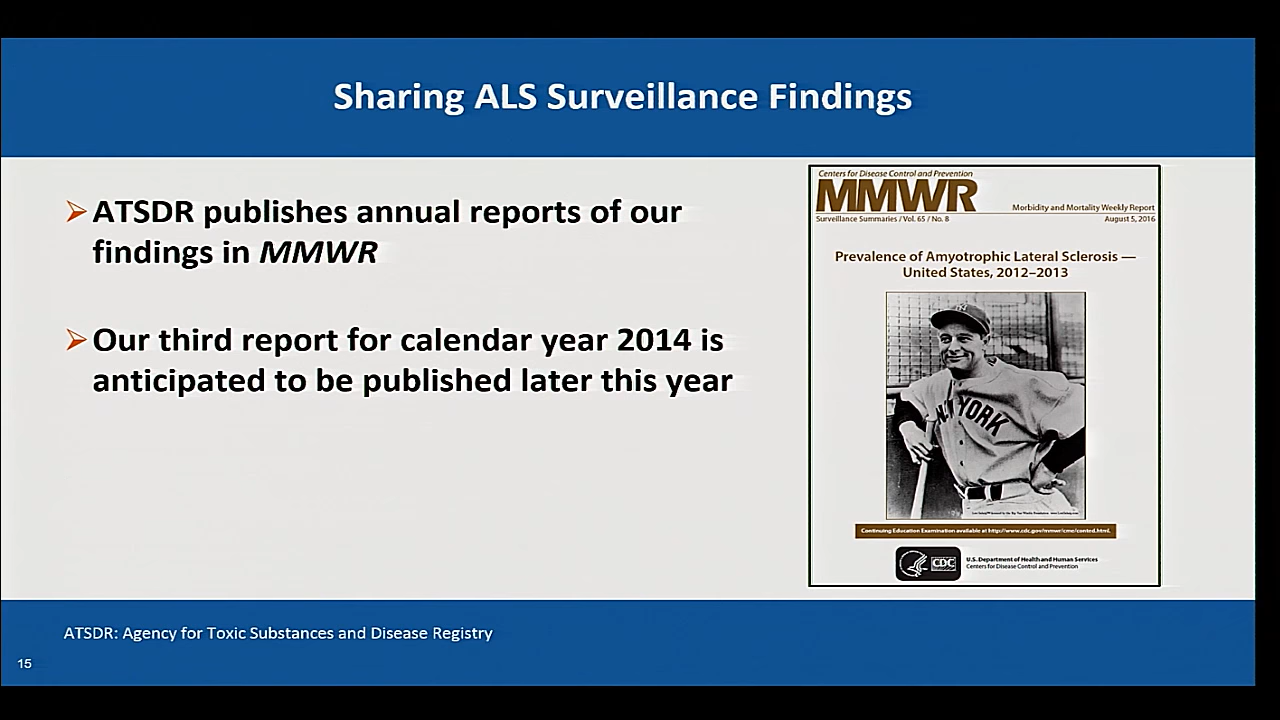 Sharing ALS Surveillance Findings
ATSDR publishes annual reports of our
findings in MMWR
Our third report for calendar year 2014 is
anticipated to be published later this year
Centers for Disease Control and Prevention
MMWR
Morbidity and Mortality Weekly Report
Surveillance Summaries / Vol. 65 / No. 8
August 5, 2016
Prevalence of Amyotrophic Lateral Sclerosis —
United States, 2012–2013
NEW YORK
Continuing Education Examination available at http://www.cdc.gov/mmwr/cme/conted.html.
CDC
U.S. Department of Health and Human Services
Centers for Disease Control and Prevention
ATSDR: Agency for Toxic Substances and Disease Registry
15